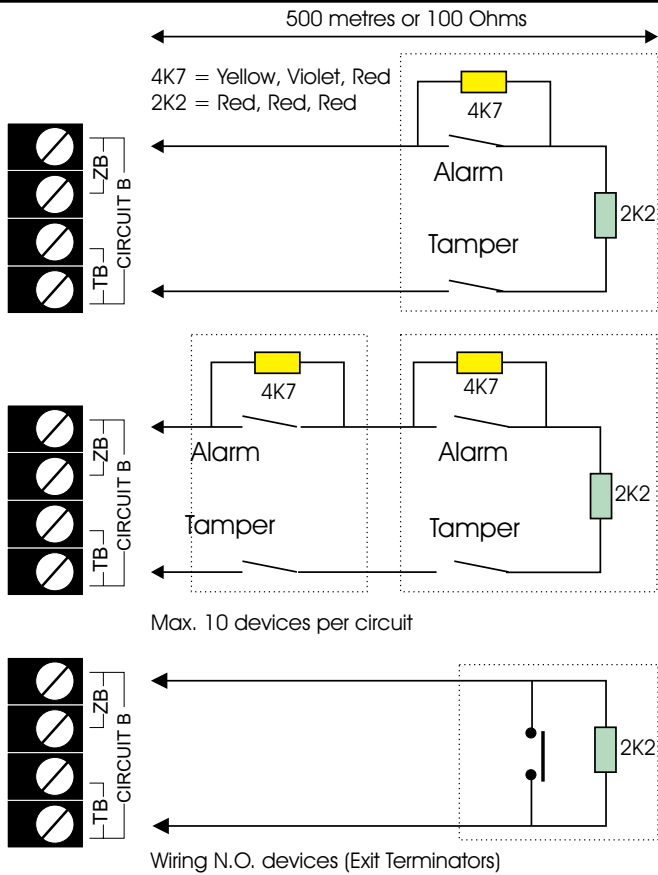 500 metres or 100 Ohms
4K7 = Yellow, Violet, Red
2K2 = Red, Red, Red
4K7
Alarm
2K2
Tamper
ZB
TB
CIRCUIT B
4K7
4K7
Alarm
Alarm
2K2
Tamper
Tamper
ZB
TB
CIRCUIT B
Max. 10 devices per circuit
ZB
TB
CIRCUIT B
2K2
Wiring N.O. devices (Exit Terminators)